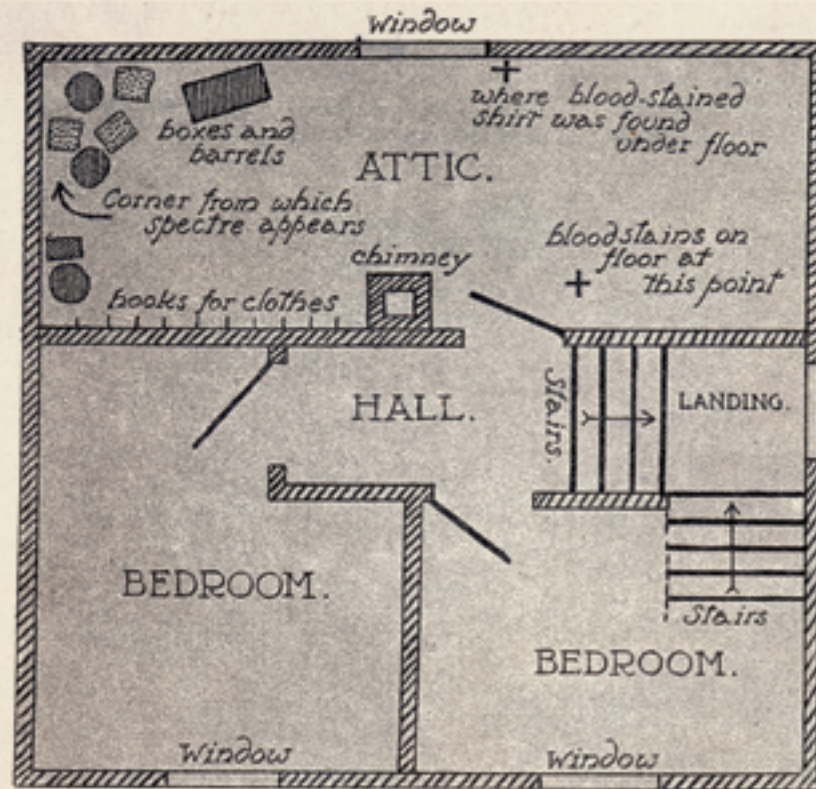 Window
where blood-stained
shirt was found
under floor
boxes and
barrels
ATTIC.
Corner from which
spectre appears
bloodstains on
floor at
this point
chimney
hooks for clothes
HALL.
Stairs.
LANDING.
BEDROOM.
Stairs
BEDROOM.
Window
Window